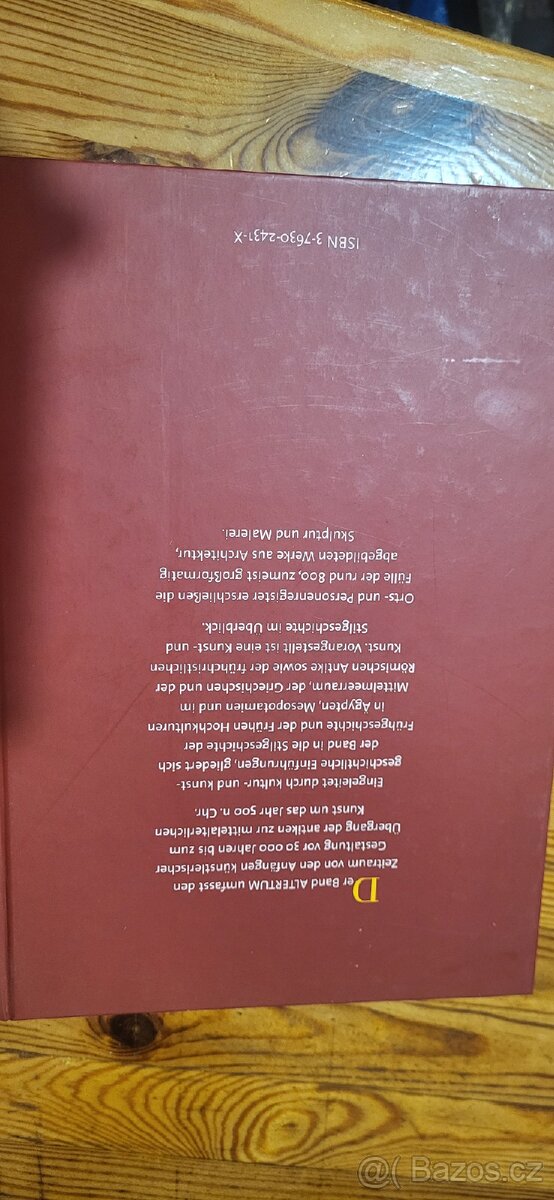 Der Band ALTERTUM umfasst den
Zeitraum von den Anfängen künstlerischer
Gestaltung vor 30 000 Jahren bis zum
Übergang der antiken zur mittelalterlichen
Kunst um das Jahr 500 n. Chr.
Eingeleitet durch kultur- und kunst-
geschichtliche Einführungen, gliedert sich
der Band in die Stilgeschichte der
Frühgeschichte und der Frühen Hochkulturen
in Ägypten, Mesopotamien und im
Mittelmeerraum, der Griechischen und der
Römischen Antike sowie der frühchristlichen
Kunst. Vorangestellt ist eine Kunst- und
Stilgeschichte im Überblick.
Orts- und Personenregister erschließen die
Fülle der rund 800, zumeist großformatig
abgebildeten Werke aus Architektur,
Skulptur und Malerei.
ISBN 3-7630-2431-X
@( Bazos.cz